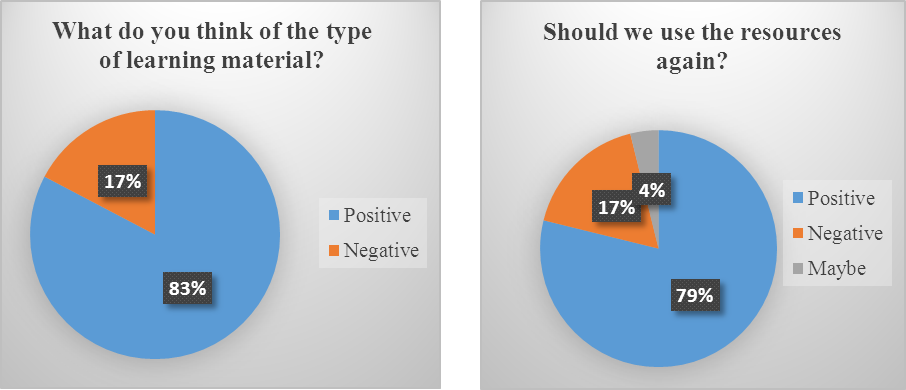 What do you think of the type
of learning material?
17%
83%
Positive
Negative
Should we use the resources
again?
4%
17%
79%
Positive
Negative
Maybe